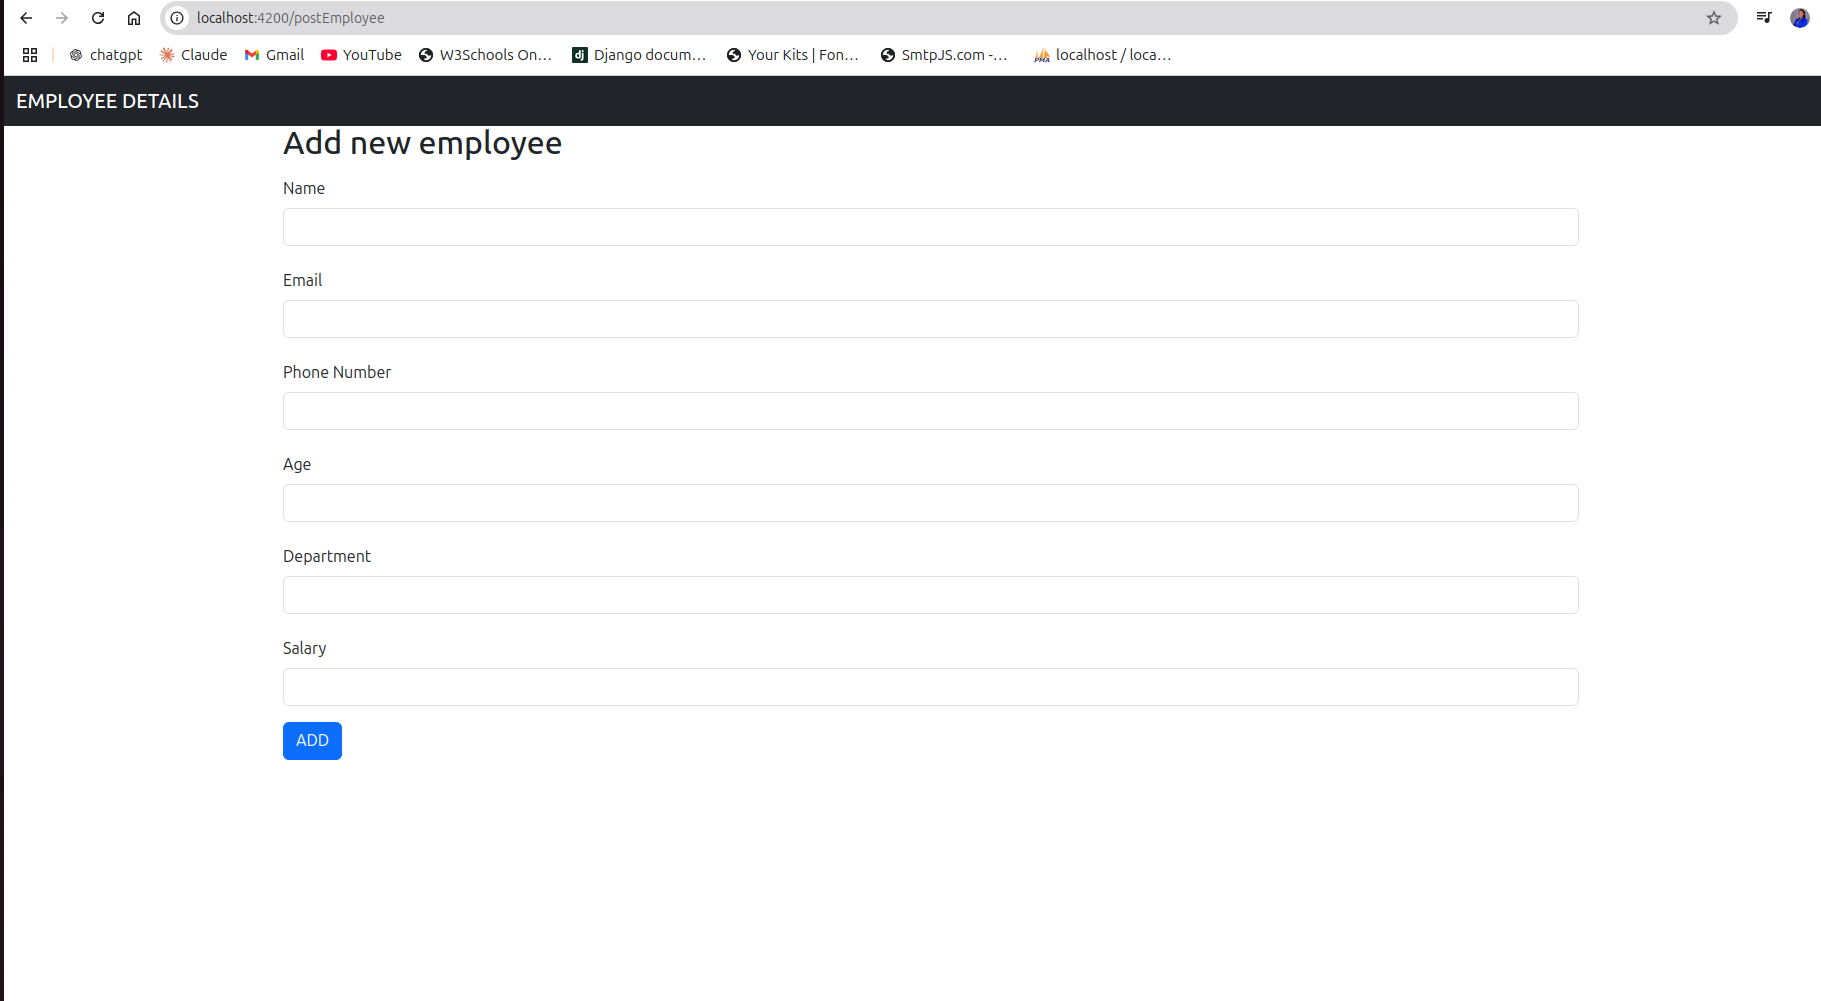 localhost:4200/postEmployee
chatgpt Claude Gmail YouTube W3Schools On... Django docum... Your Kits | Fon... SmtpJS.com -... localhost / loca...
EMPLOYEE DETAILS
Add new employee
Name
Email
Phone Number
Age
Department
Salary
ADD